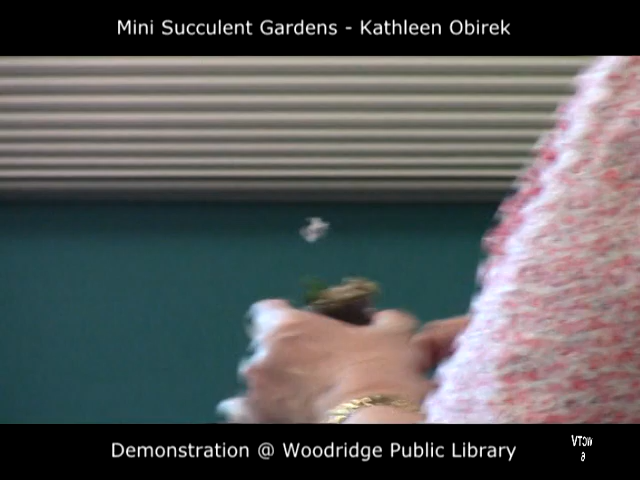 Mini Succulent Gardens - Kathleen Obirek
Demonstration @ Woodridge Public Library